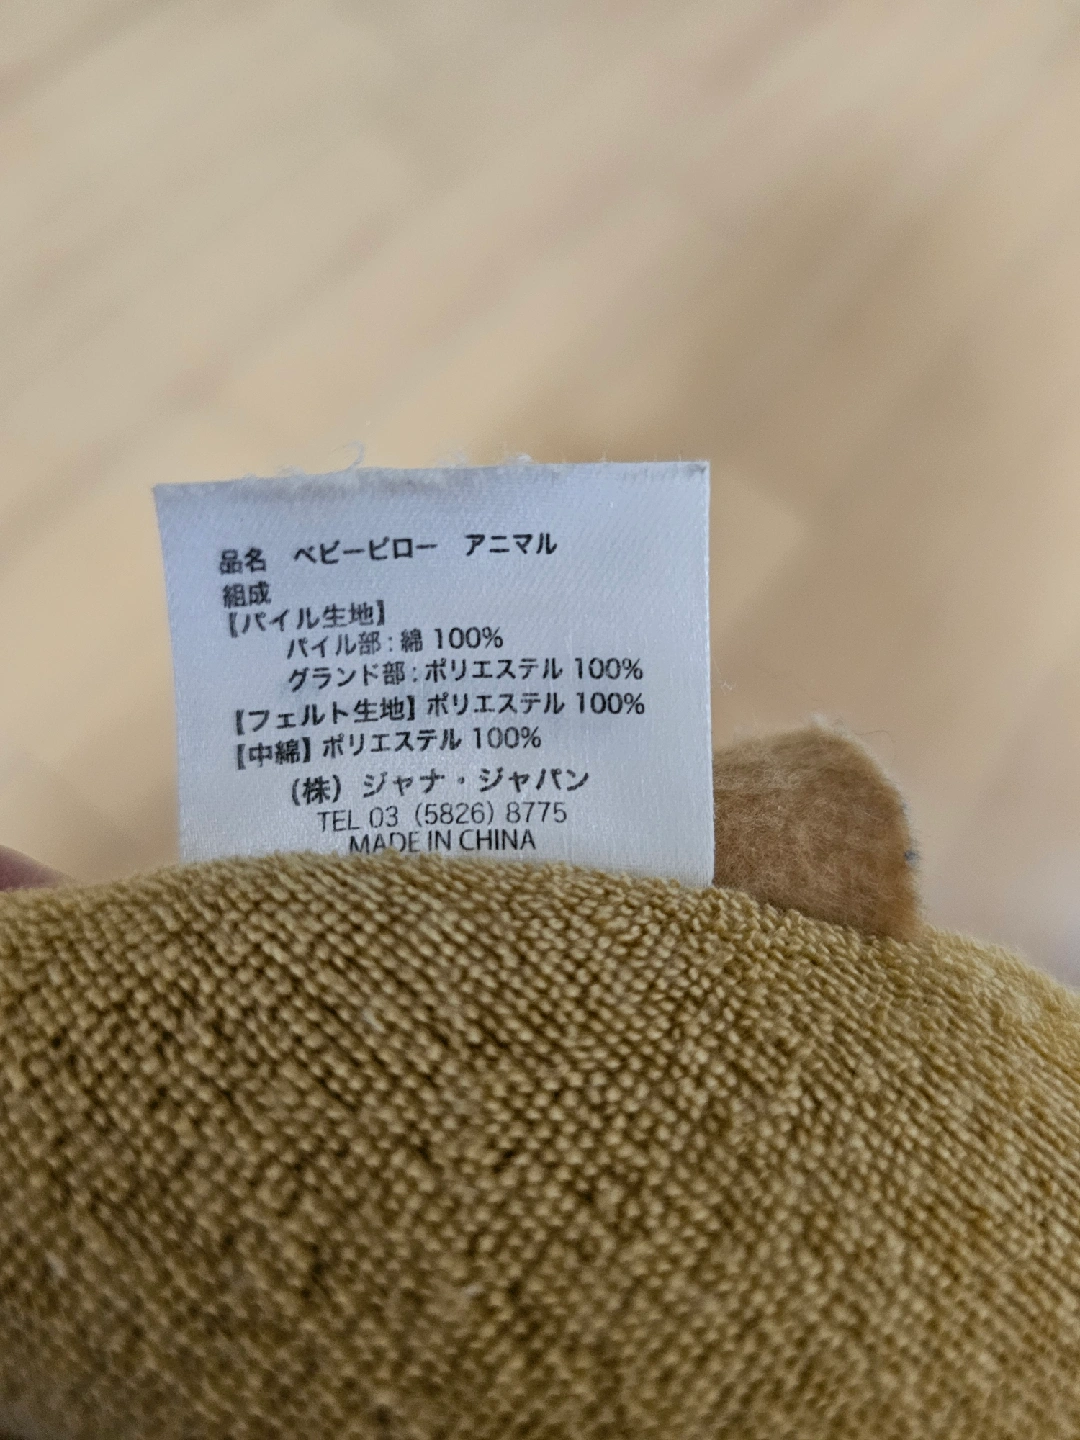 品名　ベビーピロー　アニマル
組成
【パイル生地】
パイル部:綿 100%
グランド部:ポリエステル 100%
【フェルト生地】ポリエステル 100%
【中綿】ポリエステル 100%
（株）ジャナ・ジャパン
TEL 03（5826）8775
MADE IN CHINA